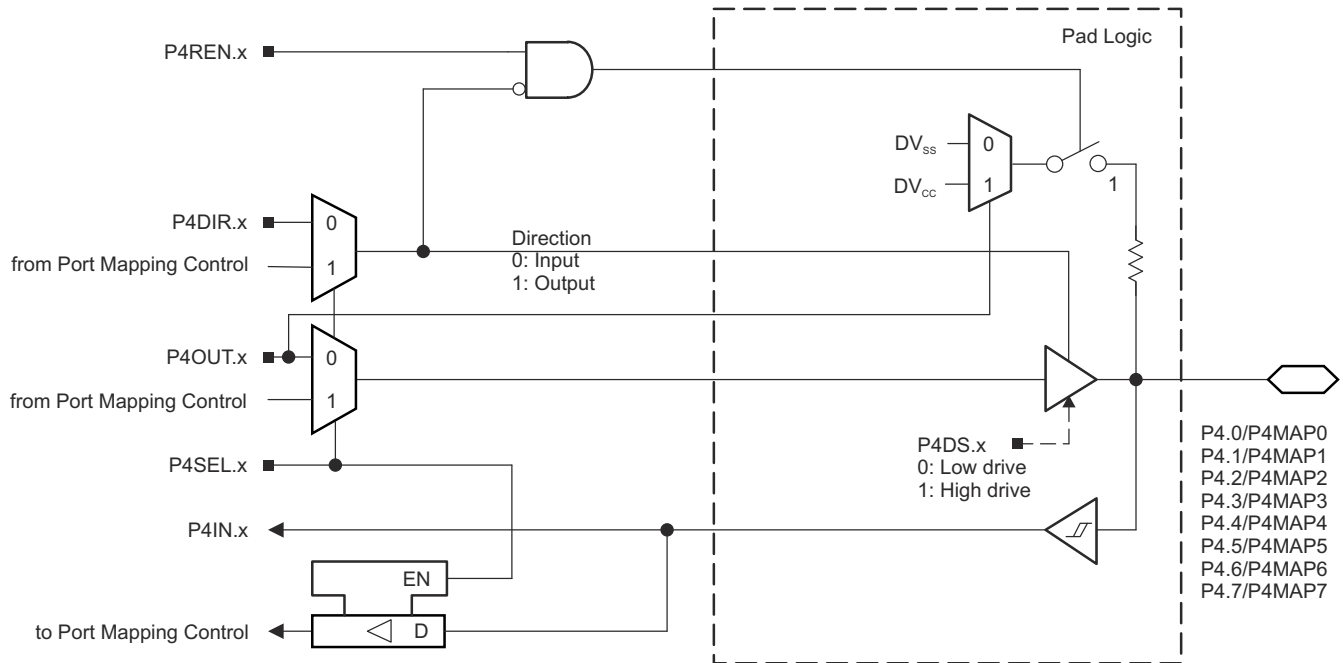 Pad Logic
P4REN.x
DVSS
0
DVCC
1
1
P4DIR.x
0
from Port Mapping Control
1
Direction
0: Input
1: Output
P4OUT.x
0
from Port Mapping Control
1
P4DS.x
0: Low drive
1: High drive
P4SEL.x
P4IN.x
EN
to Port Mapping Control
D
P4.0/P4MAP0
P4.1/P4MAP1
P4.2/P4MAP2
P4.3/P4MAP3
P4.4/P4MAP4
P4.5/P4MAP5
P4.6/P4MAP6
P4.7/P4MAP7